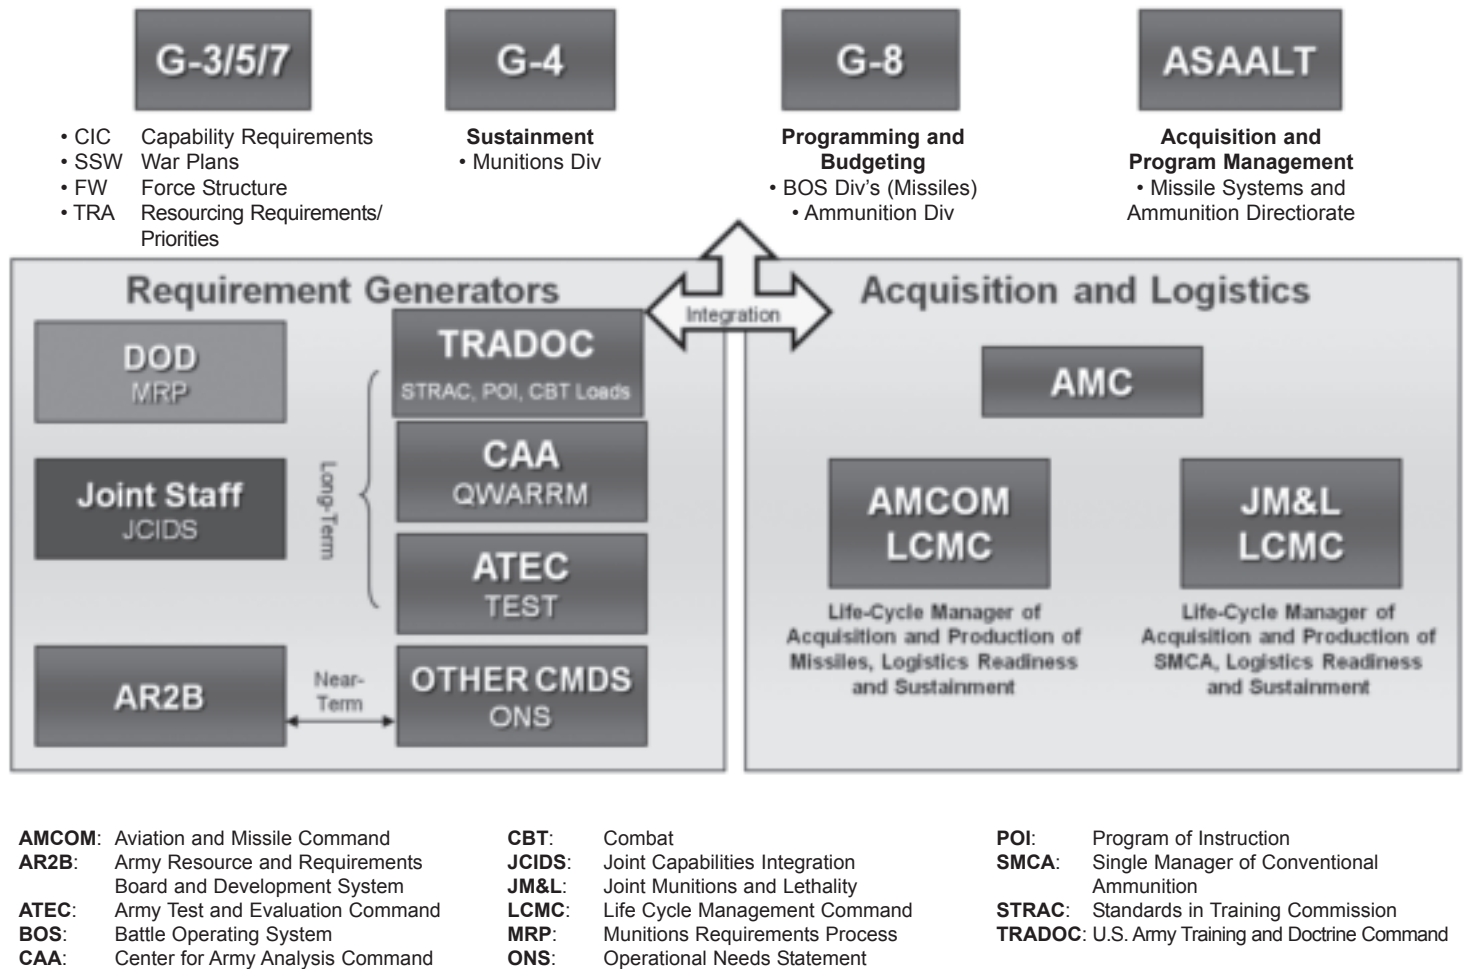 G-3/5/7
• CIC Capability Requirements
• SSW War Plans
• FW Force Structure
• TRA Resourcing Requirements/
Priorities
G-4
Sustainment
• Munitions Div
G-8
Programming and
Budgeting
• BOS Div's (Missiles)
• Ammunition Div
ASAALT
Acquisition and
Program Management
• Missile Systems and
Ammunition Directiorate
Integration
Requirement Generators
DOD
MRP
Joint Staff
JCIDS
AR2B
Long-Term
Near-
Term
TRADOC
STRAC, POI, CBT Loads
CAA
QWARRM
ATEC
TEST
OTHER CMDS
ONS
Acquisition and Logistics
AMC
AMCOM
LCMC
Life-Cycle Manager of
Acquisition and Production of
Missiles, Logistics Readiness
and Sustainment
JM&L
LCMC
Life-Cycle Manager of
Acquisition and Production of
SMCA, Logistics Readiness
and Sustainment
AMCOM: Aviation and Missile Command
AR2B: Army Resource and Requirements
Board and Development System
ATEC: Army Test and Evaluation Command
BOS: Battle Operating System
CAA: Center for Army Analysis Command
CBT: Combat
JCIDS: Joint Capabilities Integration
JM&L: Joint Munitions and Lethality
LCMC: Life Cycle Management Command
MRP: Munitions Requirements Process
ONS: Operational Needs Statement
POI: Program of Instruction
SMCA: Single Manager of Conventional
Ammunition
STRAC: Standards in Training Commission
TRADOC: U.S. Army Training and Doctrine Command